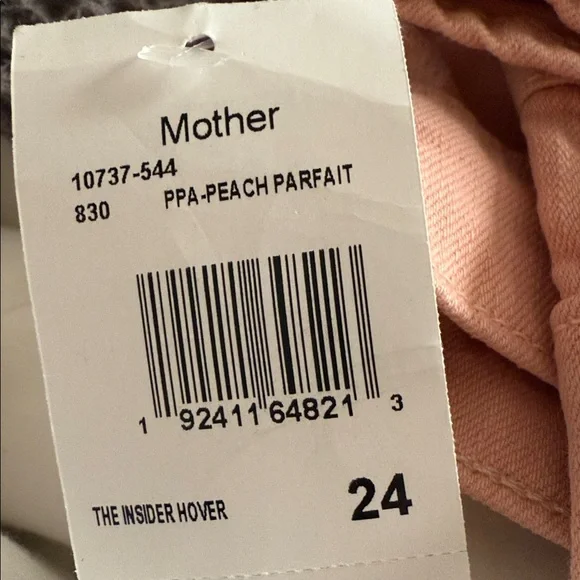 Mother
10737-544
830 PPA-PEACH PARFAIT
1 92411 64821 3
THE INSIDER HOVER 24